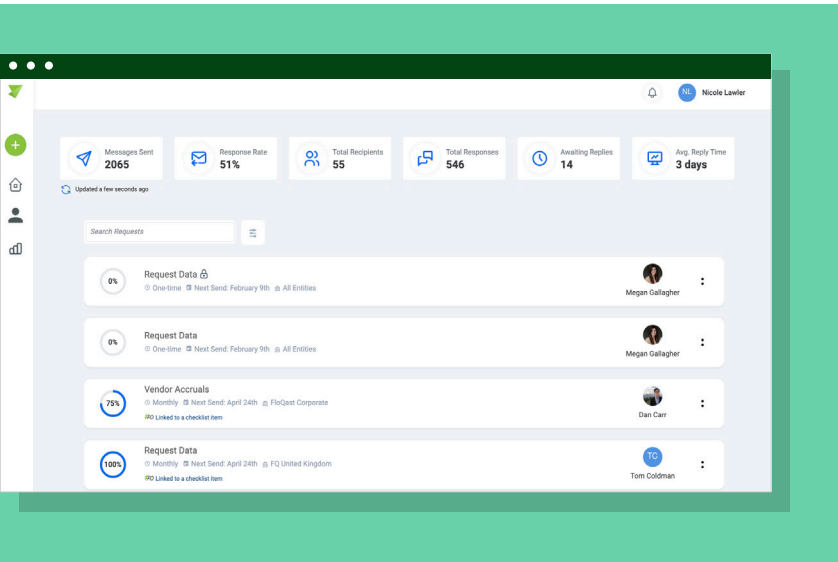 NL Nicole Lawler
Messages Sent
2065
Response Rate
51%
Total Recipients
55
Total Responses
546
Awaiting Replies
14
Avg. Reply Time
3 days
Updated a few seconds ago
Search Requests
0%
Request Data
One-time Next Send: February 9th All Entities
Megan Gallagher
0%
Request Data
One-time Next Send: February 9th All Entities
Megan Gallagher
75%
Vendor Accruals
Monthly Next Send: April 24th FloQast Corporate
Linked to a checklist item
Dan Carr
100%
Request Data
Monthly Next Send: April 24th FQ United Kingdom
Linked to a checklist item
TC
Tom Coldman